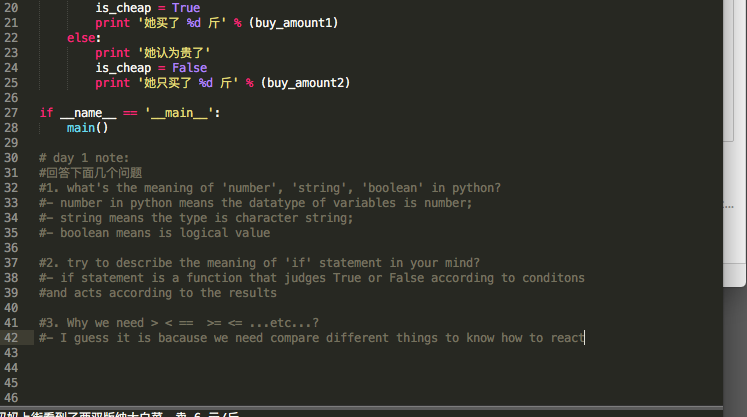 20 is_cheap = True
21 print '她买了 %d 斤' % (buy_amount1)
22 else:
23 print '她认为贵了'
24 is_cheap = False
25 print '她只买了 %d 斤' % (buy_amount2)
26
27 if __name__ == '__main__':
28 main()
29
30 # day 1 note:
31 #回答下面几个问题
32 #1. what's the meaning of 'number', 'string', 'boolean' in python?
33 #- number in python means the datatype of variables is number;
34 #- string means the type is character string;
35 #- boolean means is logical value
36
37 #2. try to describe the meaning of 'if' statement in your mind?
38 #- if statement is a function that judges True or False according to conditons
39 #and acts according to the results
40
41 #3. Why we need > < ==  >= <= ...etc...?
42 #- I guess it is bacause we need compare different things to know how to react
43
44
45
46